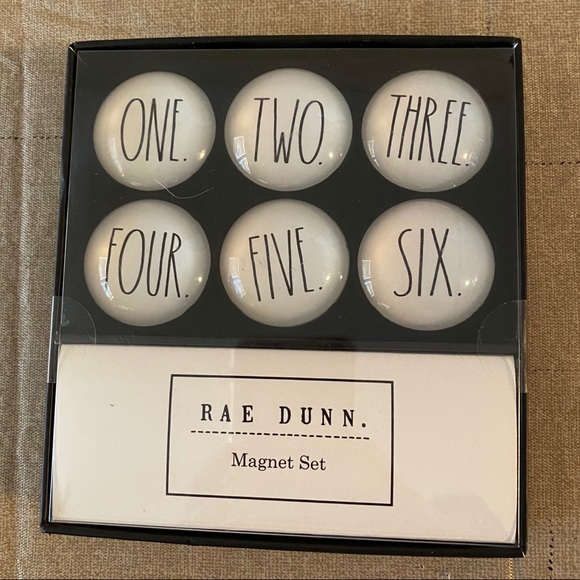 ONE. TWO. THREE.
FOUR. FIVE. SIX.
RAE DUNN.
Magnet Set